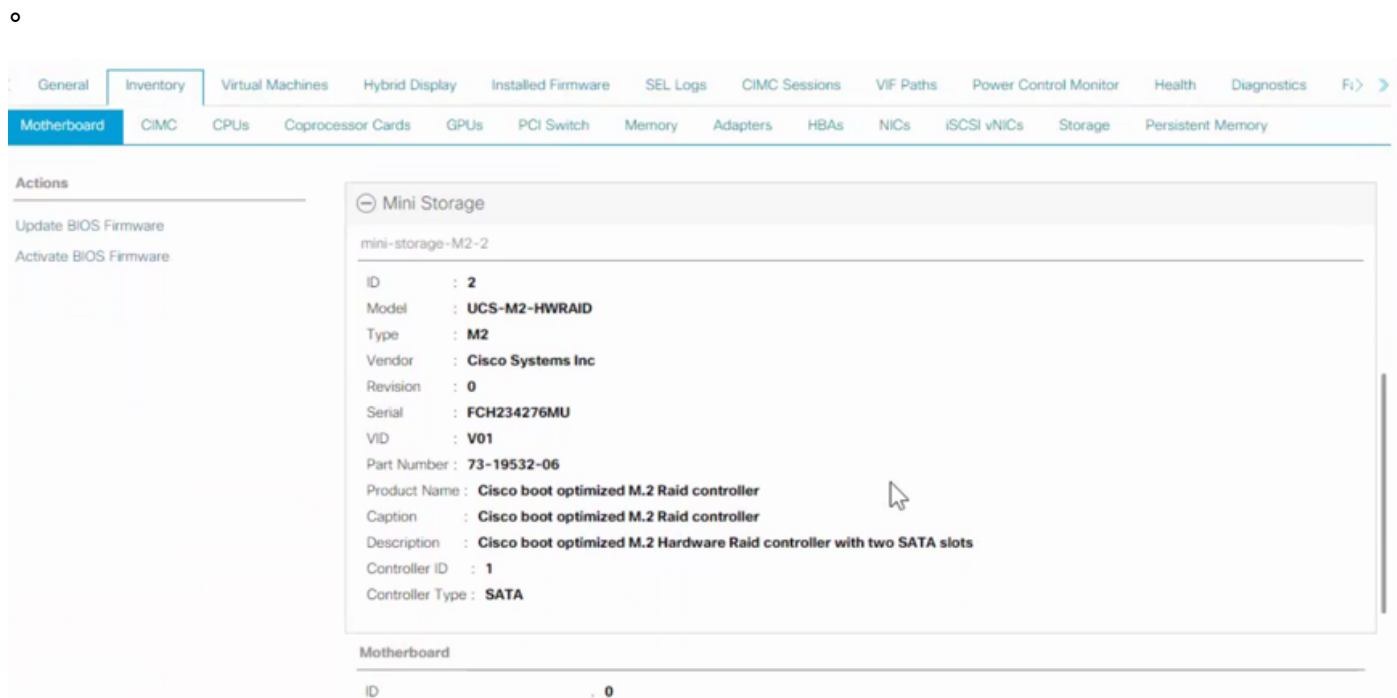 。
General Inventory Virtual Machines Hybrid Display Installed Firmware SEL Logs CIMC Sessions VIF Paths Power Control Monitor Health Diagnostics
Motherboard CIMC CPUs Coprocessor Cards GPUs PCI Switch Memory Adapters HBAs NICs iSCSI vNICs Storage Persistent Memory
Actions
Update BIOS Firmware
Activate BIOS Firmware
Mini Storage
mini-storage-M2-2
ID : 2
Model : UCS-M2-HWRAID
Type : M2
Vendor : Cisco Systems Inc
Revision : 0
Serial : FCH234276MU
VID : V01
Part Number : 73-19532-06
Product Name : Cisco boot optimized M.2 Raid controller
Caption : Cisco boot optimized M.2 Raid controller
Description : Cisco boot optimized M.2 Hardware Raid controller with two SATA slots
Controller ID : 1
Controller Type : SATA
Motherboard
ID : 0